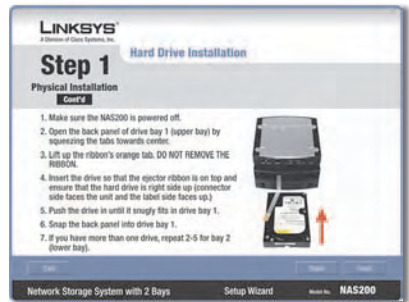 LINKSYS®
A Division of Cisco Systems, Inc.
Hard Drive Installation
Step 1
Physical Installation
Cont'd
1. Make sure the NAS200 is powered off.
2. Open the back panel of drive bay 1 (upper bay) by
squeezing the tabs towards center.
3. Lift up the ribbon's orange tab. DO NOT REMOVE THE
RIBBON.
4. Insert the drive so that the ejector ribbon is on top and
ensure that the hard drive is right side up (connector
side faces the unit and the label side faces up.)
5. Push the drive in until it snugly fits in drive bay 1.
6. Snap the back panel into drive bay 1.
7. If you have more than one drive, repeat 2-5 for bay 2
(lower bay).
Network Storage System with 2 Bays
Setup Wizard
Model No.
NAS200